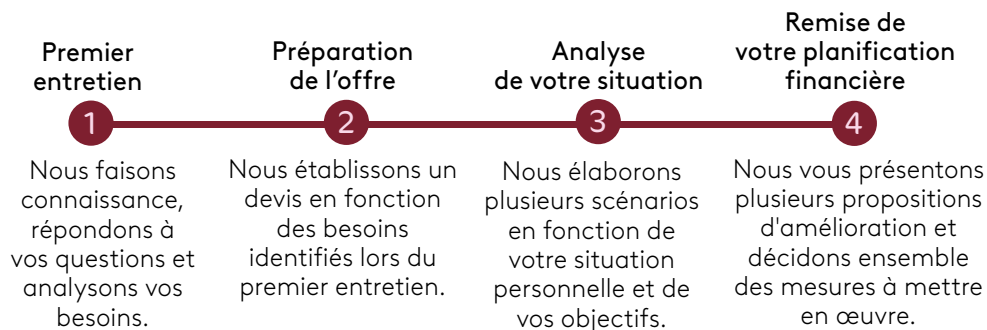 Premier
entretien
1
Nous faisons
connaissance,
répondons à
vos questions et
analysons vos
besoins.
Préparation
de l’offre
2
Nous établissons un
devis en fonction
des besoins
identifiés lors du
premier entretien.
Analyse
de votre situation
3
Nous élaborons
plusieurs scénarios
en fonction de
votre situation
personnelle et de
vos objectifs.
Remise de
votre planification
financière
4
Nous vous présentons
plusieurs propositions
d'amélioration et
décidons ensemble
des mesures à mettre
en œuvre.